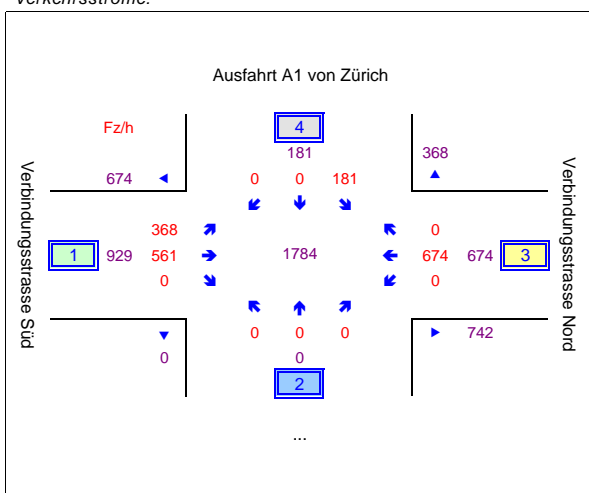 Verkehrsströme:
Ausfahrt A1 von Zürich
Fz/h
4
181
368
674
0 0 181
Verbindungsstrasse Süd
Verbindungsstrasse Nord
368
0
1
929
561
1784
674
674
3
0
0
0 0 0
742
0
0
2
...